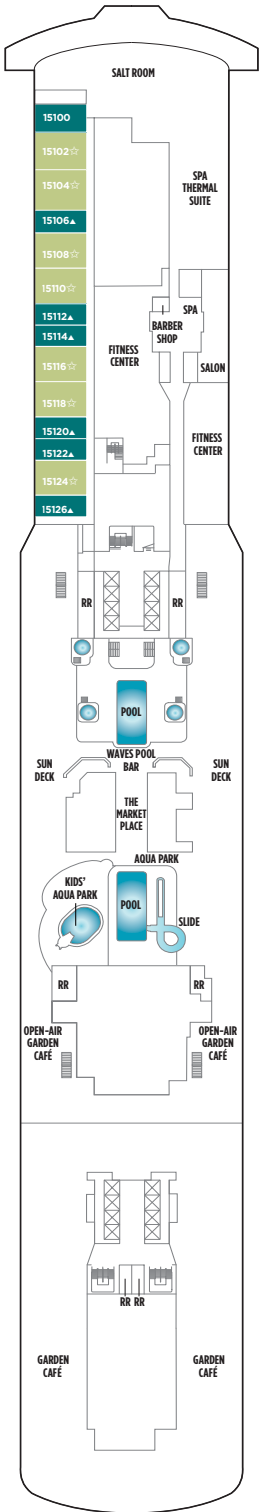 SALT ROOM
15100
15102☆
15104☆
15106▲
15108☆
15110☆
15112▲
15114▲
15116☆
15118☆
15120▲
15122▲
15124☆
15126▲
SPA
THERMAL
SUITE
SPA
BARBER
SHOP
FITNESS
CENTER
SALON
FITNESS
CENTER
RR
RR
POOL
WAVES POOL
BAR
SUN
DECK
SUN
DECK
THE
MARKET
PLACE
AQUA PARK
KIDS'
AQUA PARK
POOL
SLIDE
RR
RR
OPEN-AIR
GARDEN
CAFÉ
OPEN-AIR
GARDEN
CAFÉ
RR RR
GARDEN
CAFÉ
GARDEN
CAFÉ